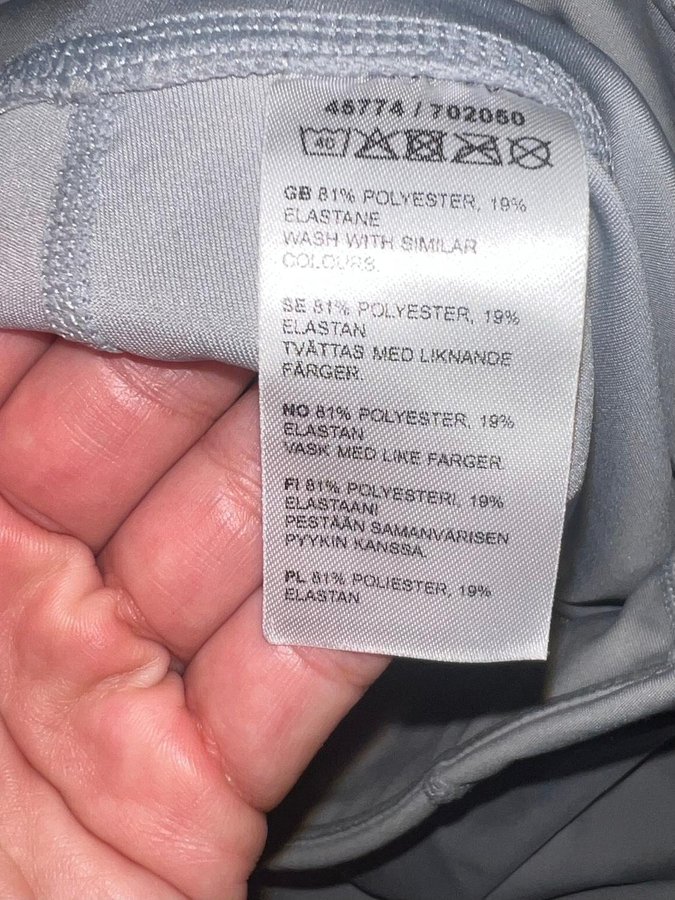 46774 / 702050
40
GB 81% POLYESTER, 19%
ELASTANE
WASH WITH SIMILAR
COLOURS.
SE 81% POLYESTER, 19%
ELASTAN
TVÄTTAS MED LIKNANDE
FÄRGER.
NO 81% POLYESTER, 19%
ELASTAN
VASK MED LIKE FARGER.
FI 81% POLYESTERI, 19%
ELASTAANI
PESTÄÄN SAMANVÄRISEN
PYYKIN KANSSA.
PL 81% POLIESTER, 19%
ELASTAN